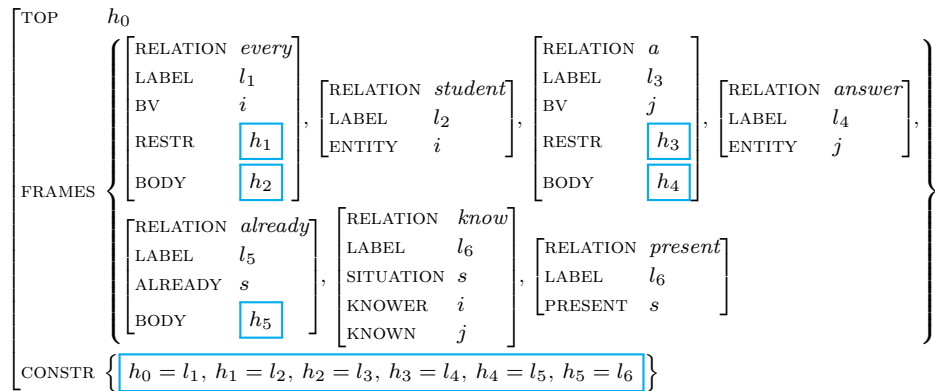 TOP h0
FRAMES { [RELATION every
LABEL l1
BV i
RESTR h1
BODY h2],
[RELATION student
LABEL l2
ENTITY i],
[RELATION a
LABEL l3
BV j
RESTR h3
BODY h4],
[RELATION answer
LABEL l4
ENTITY j],
[RELATION already
LABEL l5
ALREADY s
BODY h5],
[RELATION know
LABEL l6
SITUATION s
KNOWER i
KNOWN j],
[RELATION present
LABEL l6
PRESENT s] }
CONSTR { h0 = l1, h1 = l2, h2 = l3, h3 = l4, h4 = l5, h5 = l6 }